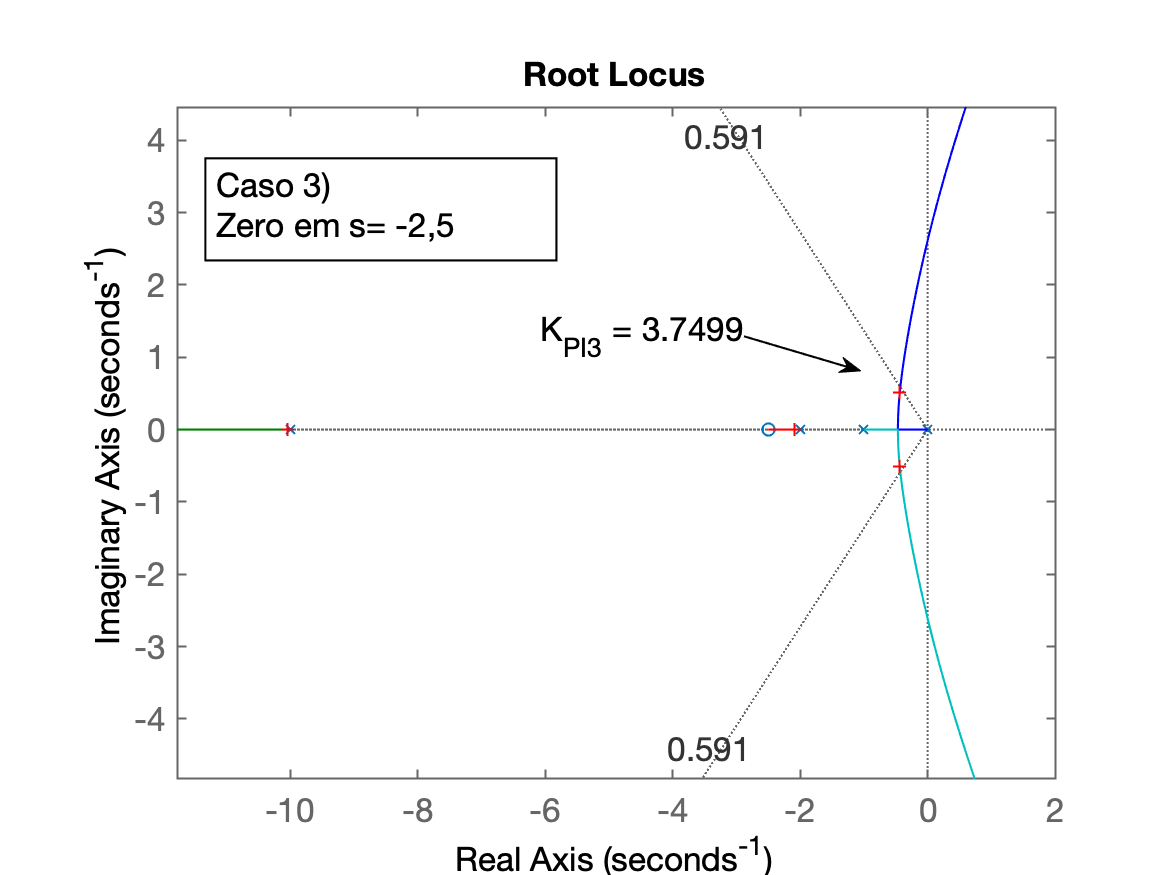 Root Locus
0.591
Caso 3)
Zero em s= -2,5
K_PI3 = 3.7499
0.591
4
3
2
1
0
-1
-2
-3
-4
Imaginary Axis (seconds^-1)
-10 -8 -6 -4 -2 0 2
Real Axis (seconds^-1)